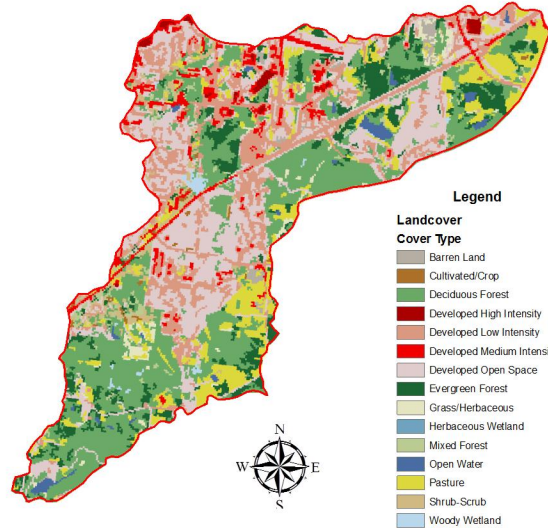 Legend
Landcover
Cover Type
Barren Land
Cultivated/Crop
Deciduous Forest
Developed High Intensity
Developed Low Intensity
Developed Medium Intensi
Developed Open Space
Evergreen Forest
Grass/Herbaceous
Herbaceous Wetland
Mixed Forest
Open Water
Pasture
Shrub-Scrub
Woody Wetland
N
W E
S